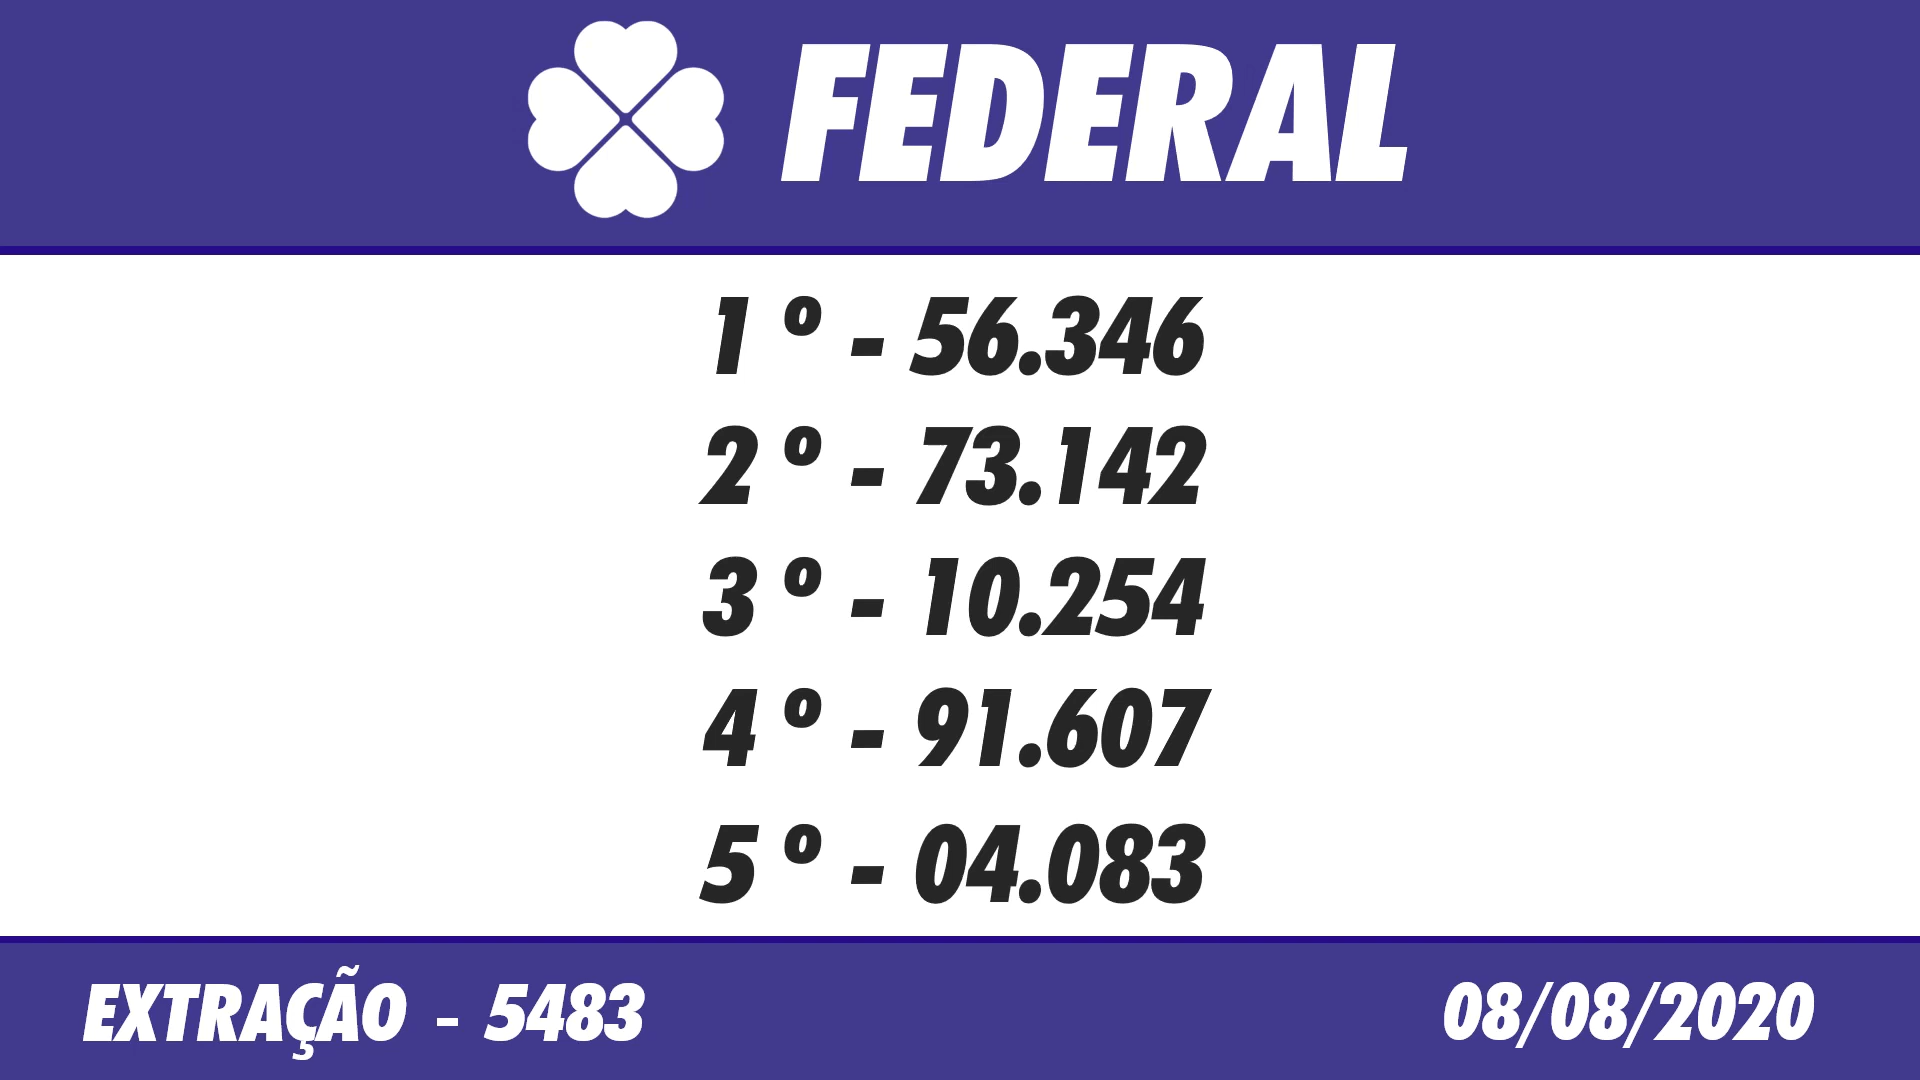 FEDERAL
1 º - 56.346
2 º - 73.142
3 º - 10.254
4 º - 91.607
5 º - 04.083
EXTRAÇÃO - 5483
08/08/2020